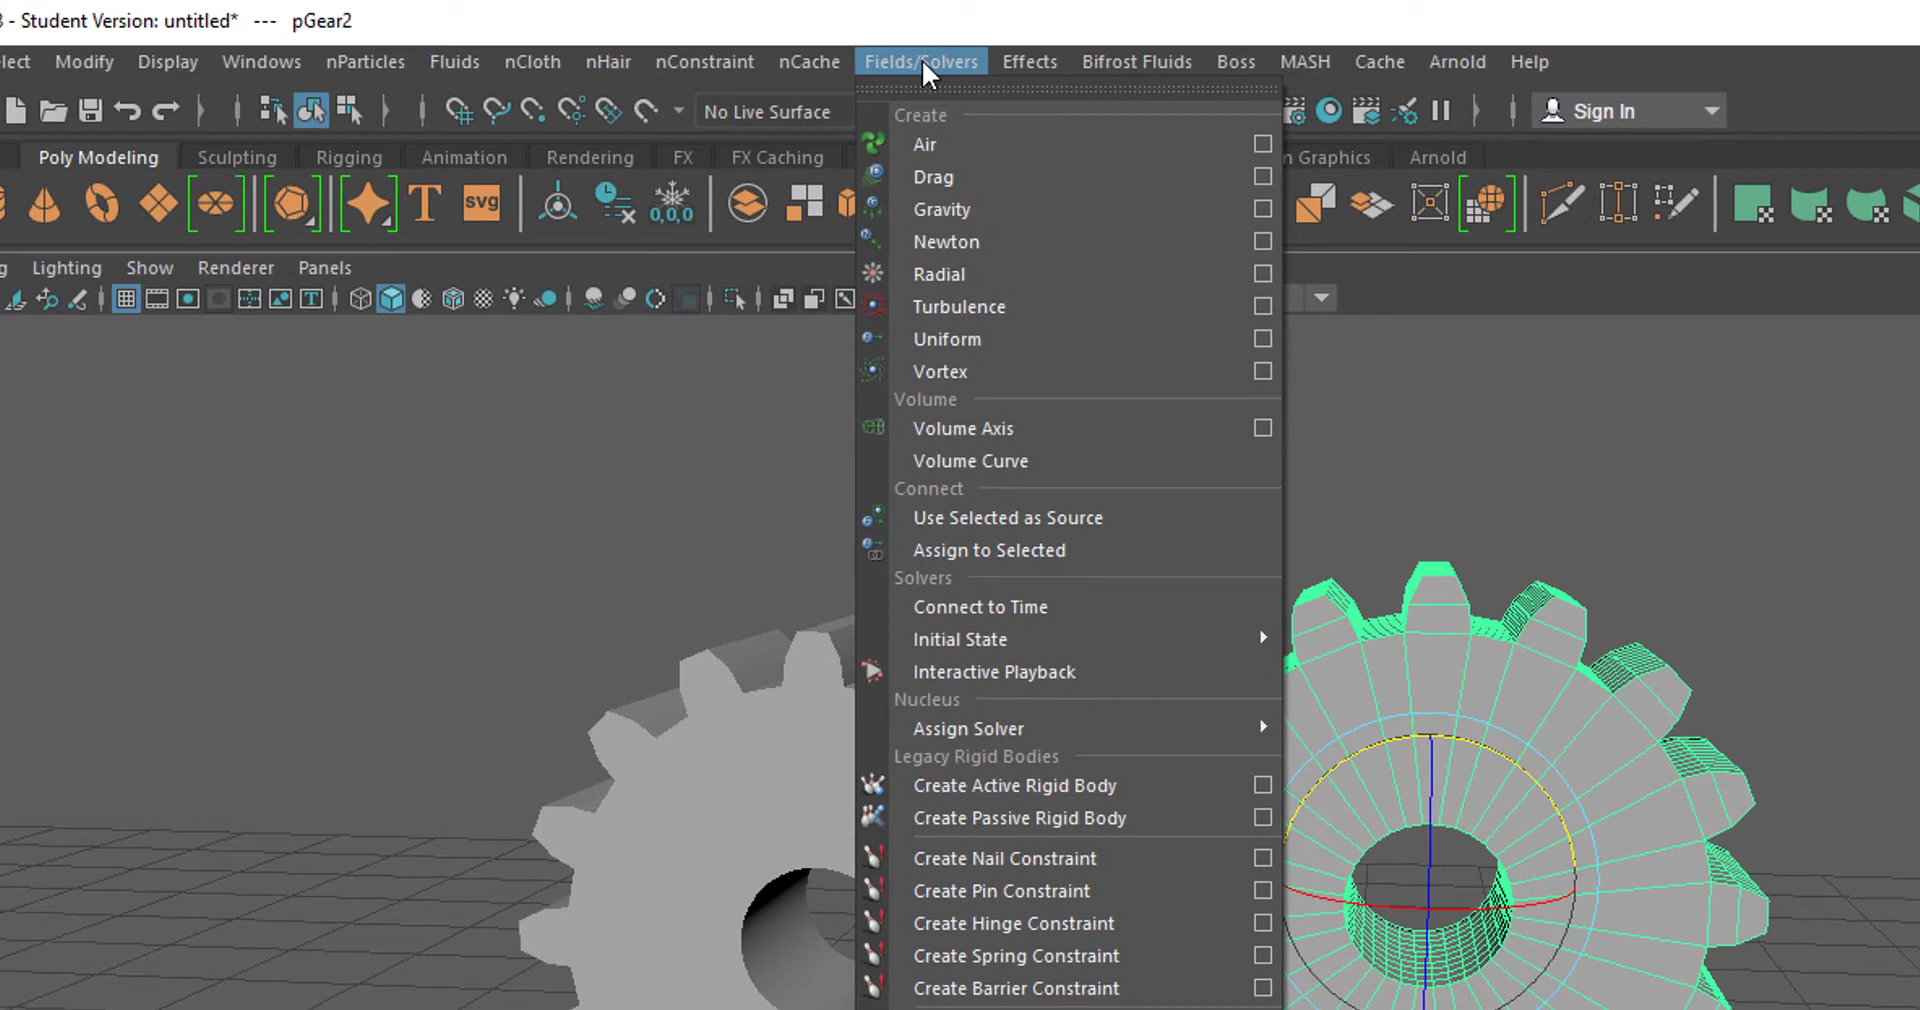 - Student Version: untitled* --- pGear2
lect Modify Display Windows nParticles Fluids nCloth nHair nConstraint nCache Fields/Solvers Effects Bifrost Fluids Boss MASH Cache Arnold Help
No Live Surface Sign In
Poly Modeling Sculpting Rigging Animation Rendering FX FX Caching n Graphics Arnold
T svg 0,0,0
g Lighting Show Renderer Panels
Create
Air
Drag
Gravity
Newton
Radial
Turbulence
Uniform
Vortex
Volume
Volume Axis
Volume Curve
Connect
Use Selected as Source
Assign to Selected
Solvers
Connect to Time
Initial State
Interactive Playback
Nucleus
Assign Solver
Legacy Rigid Bodies
Create Active Rigid Body
Create Passive Rigid Body
Create Nail Constraint
Create Pin Constraint
Create Hinge Constraint
Create Spring Constraint
Create Barrier Constraint